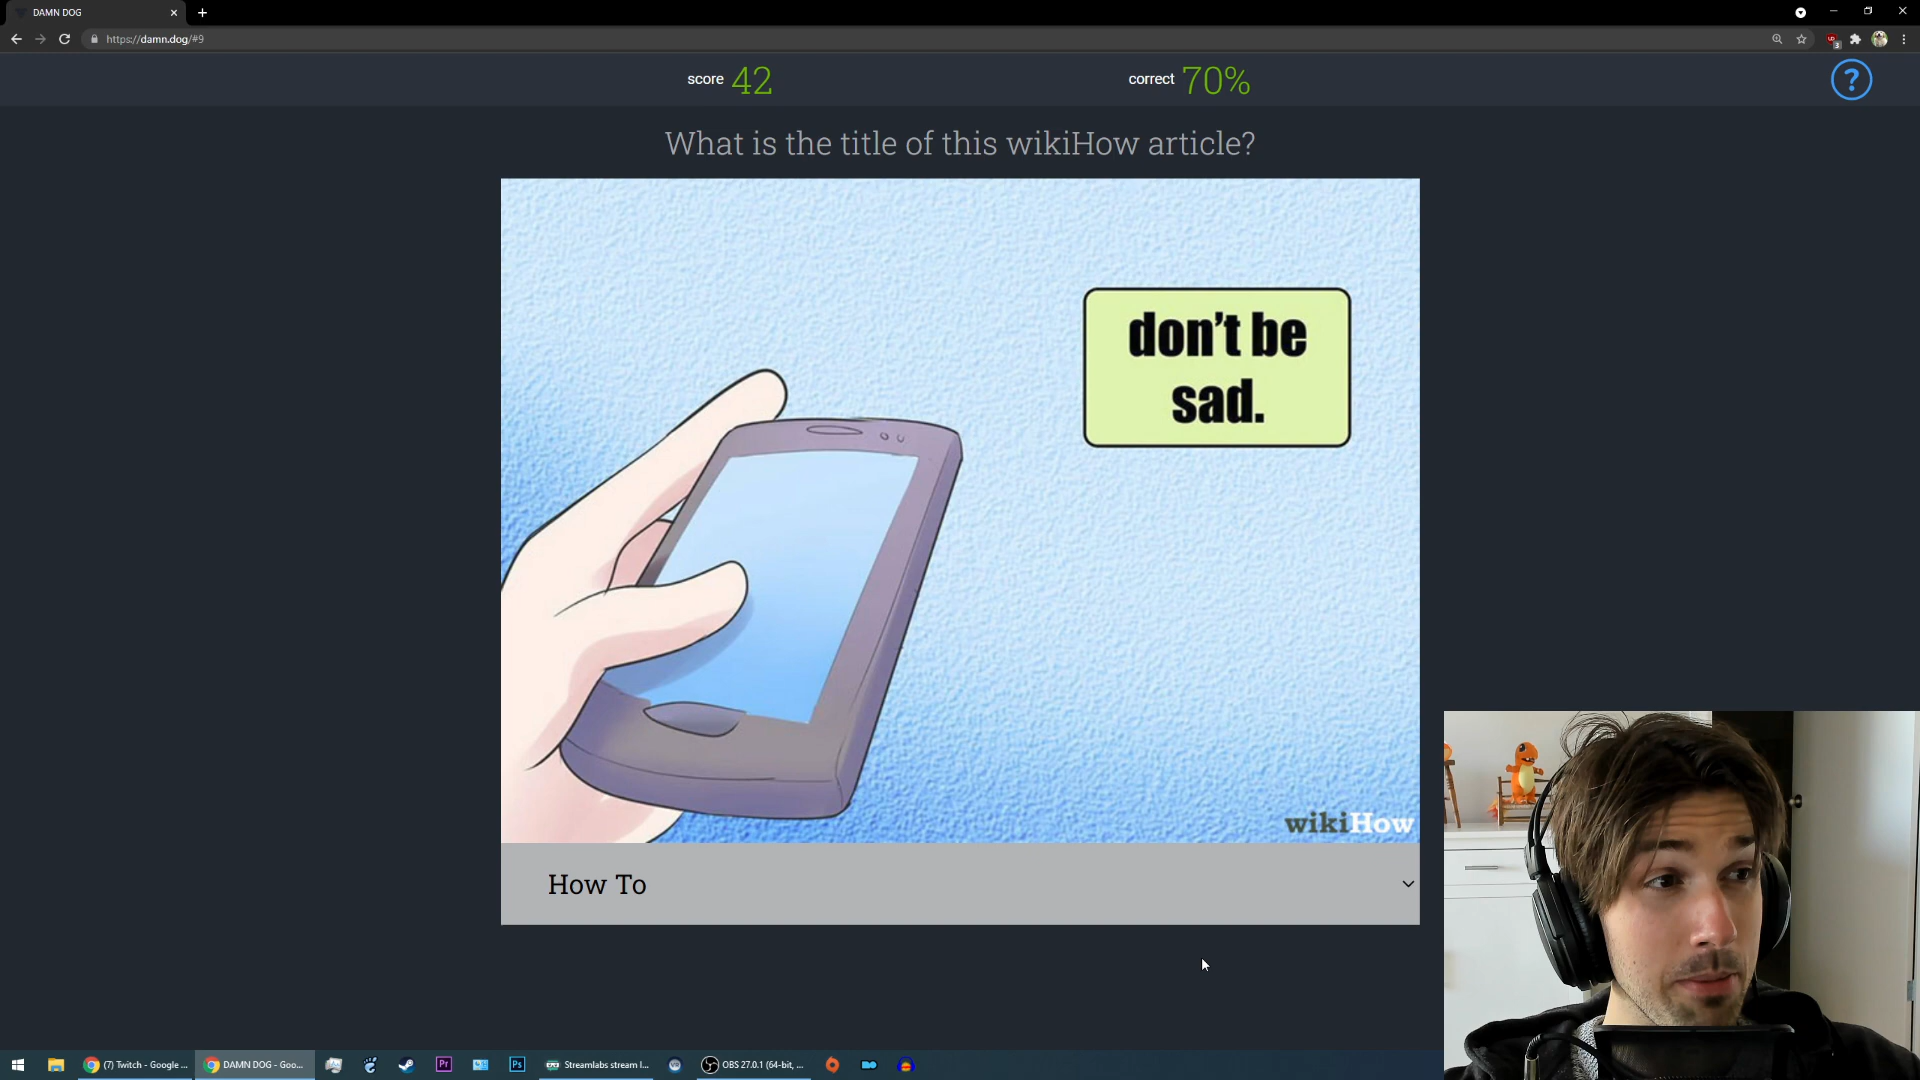 DAMN DOG
https://damn.dog/#9
score 42
correct 70%
?
What is the title of this wikiHow article?
don't be
sad.
wikiHow
How To
(7) Twitch - Google ...
DAMN DOG - Goo...
Pr
Ps
Streamlabs stream l...
OBS 27.0.1 (64-bit, ...